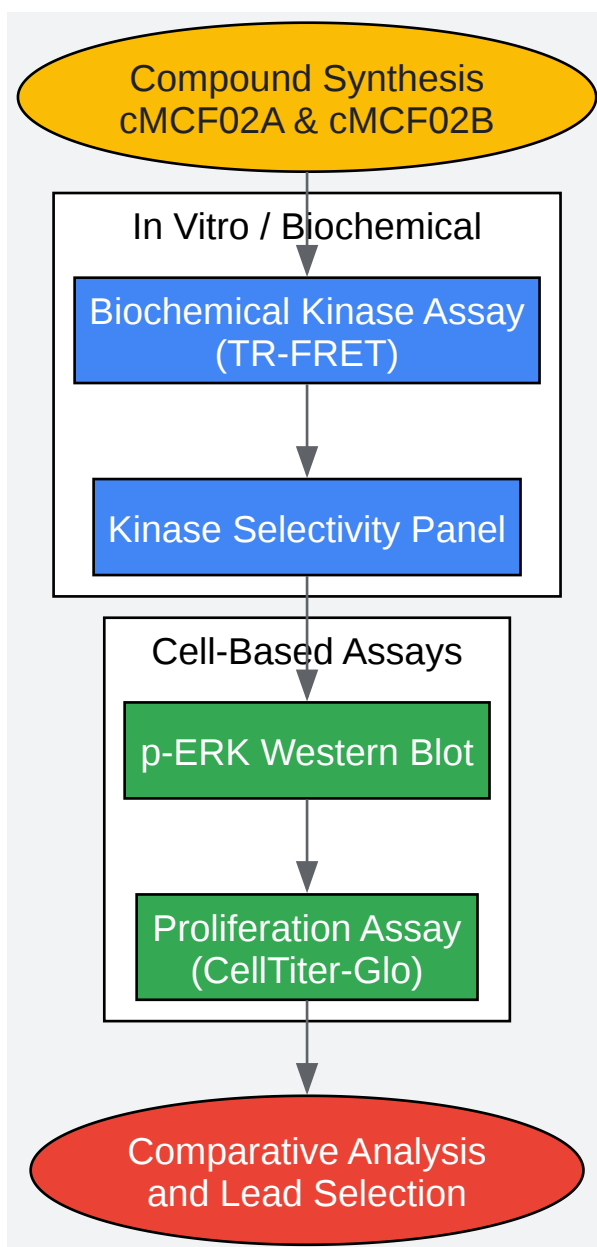 Compound Synthesis
cMCF02A & cMCF02B
In Vitro / Biochemical
Biochemical Kinase Assay
(TR-FRET)
Kinase Selectivity Panel
Cell-Based Assays
p-ERK Western Blot
Proliferation Assay
(CellTiter-Glo)
Comparative Analysis
and Lead Selection